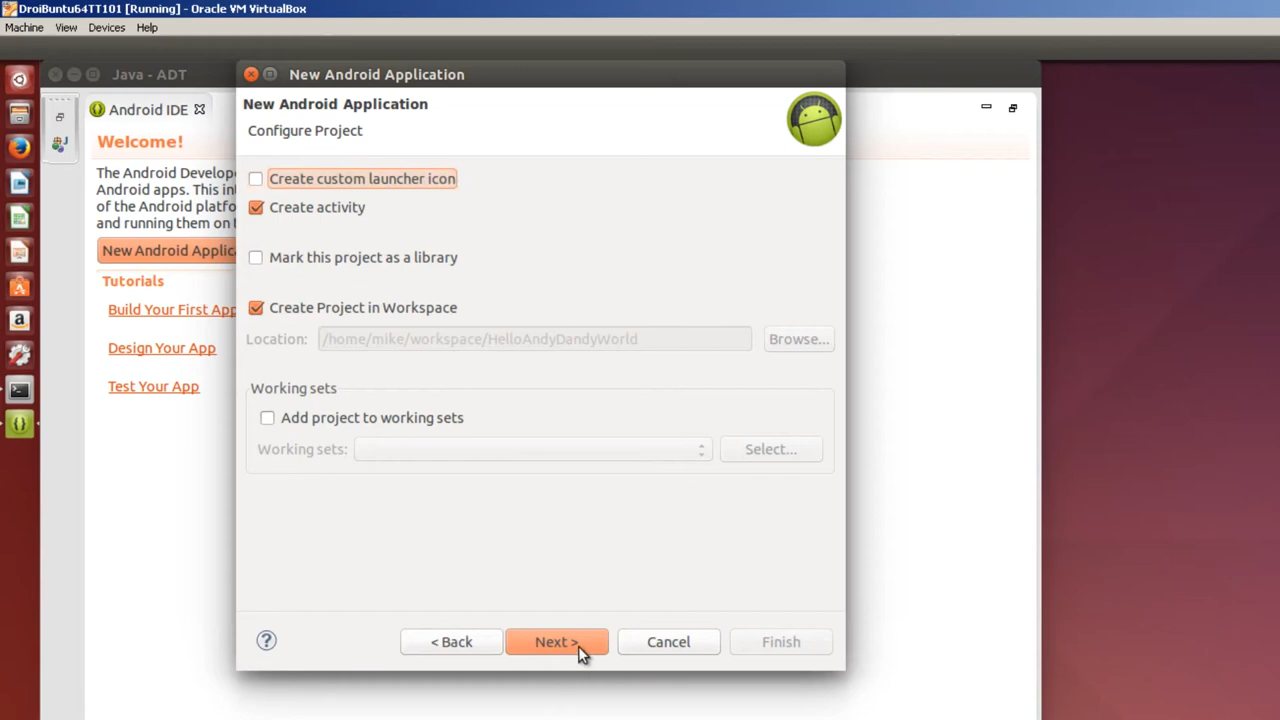 DroiBuntu64TT101 [Running] - Oracle VM VirtualBox
Machine View Devices Help
Java - ADT
New Android Application
Android IDE
New Android Application
Configure Project
Welcome!
The Android Develope
Android apps. This in
of the Android platfo
and running them on t
New Android Applic
Tutorials
Build Your First App
Design Your App
Test Your App
Create custom launcher icon
Create activity
Mark this project as a library
Create Project in Workspace
Location: /home/mike/workspace/HelloAndyDandyWorld Browse...
Working sets
Add project to working sets
Working sets: Select...
< Back Next > Cancel Finish